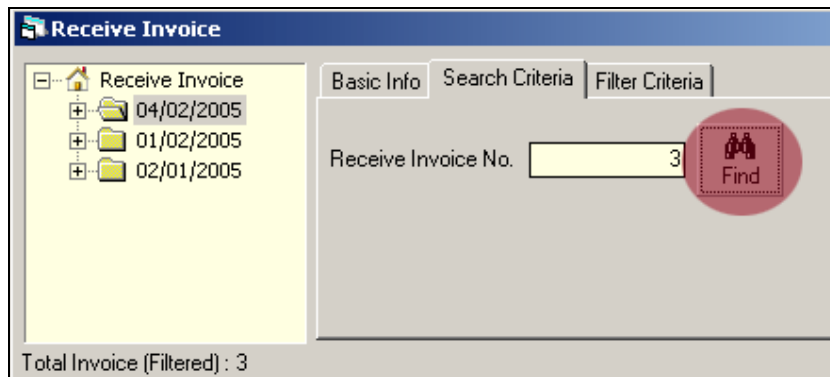 Receive Invoice
Receive Invoice
04/02/2005
01/02/2005
02/01/2005
Basic Info Search Criteria Filter Criteria
Receive Invoice No. 3 Find
Total Invoice (Filtered) : 3